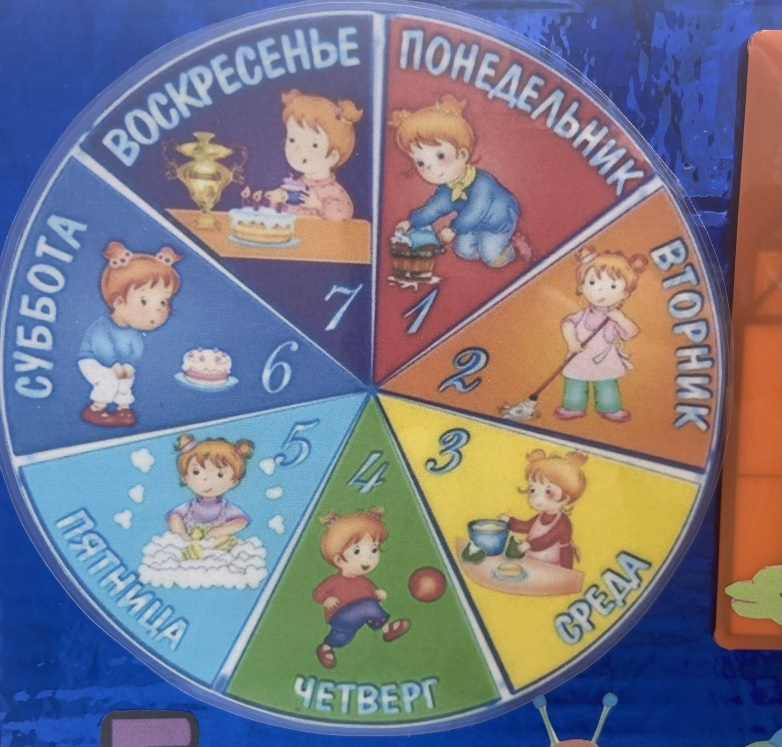 ПОНЕДЕЛЬНИК
1
ВТОРНИК
2
СРЕДА
3
ЧЕТВЕРГ
4
ПЯТНИЦА
5
СУББОТА
6
ВОСКРЕСЕНЬЕ
7